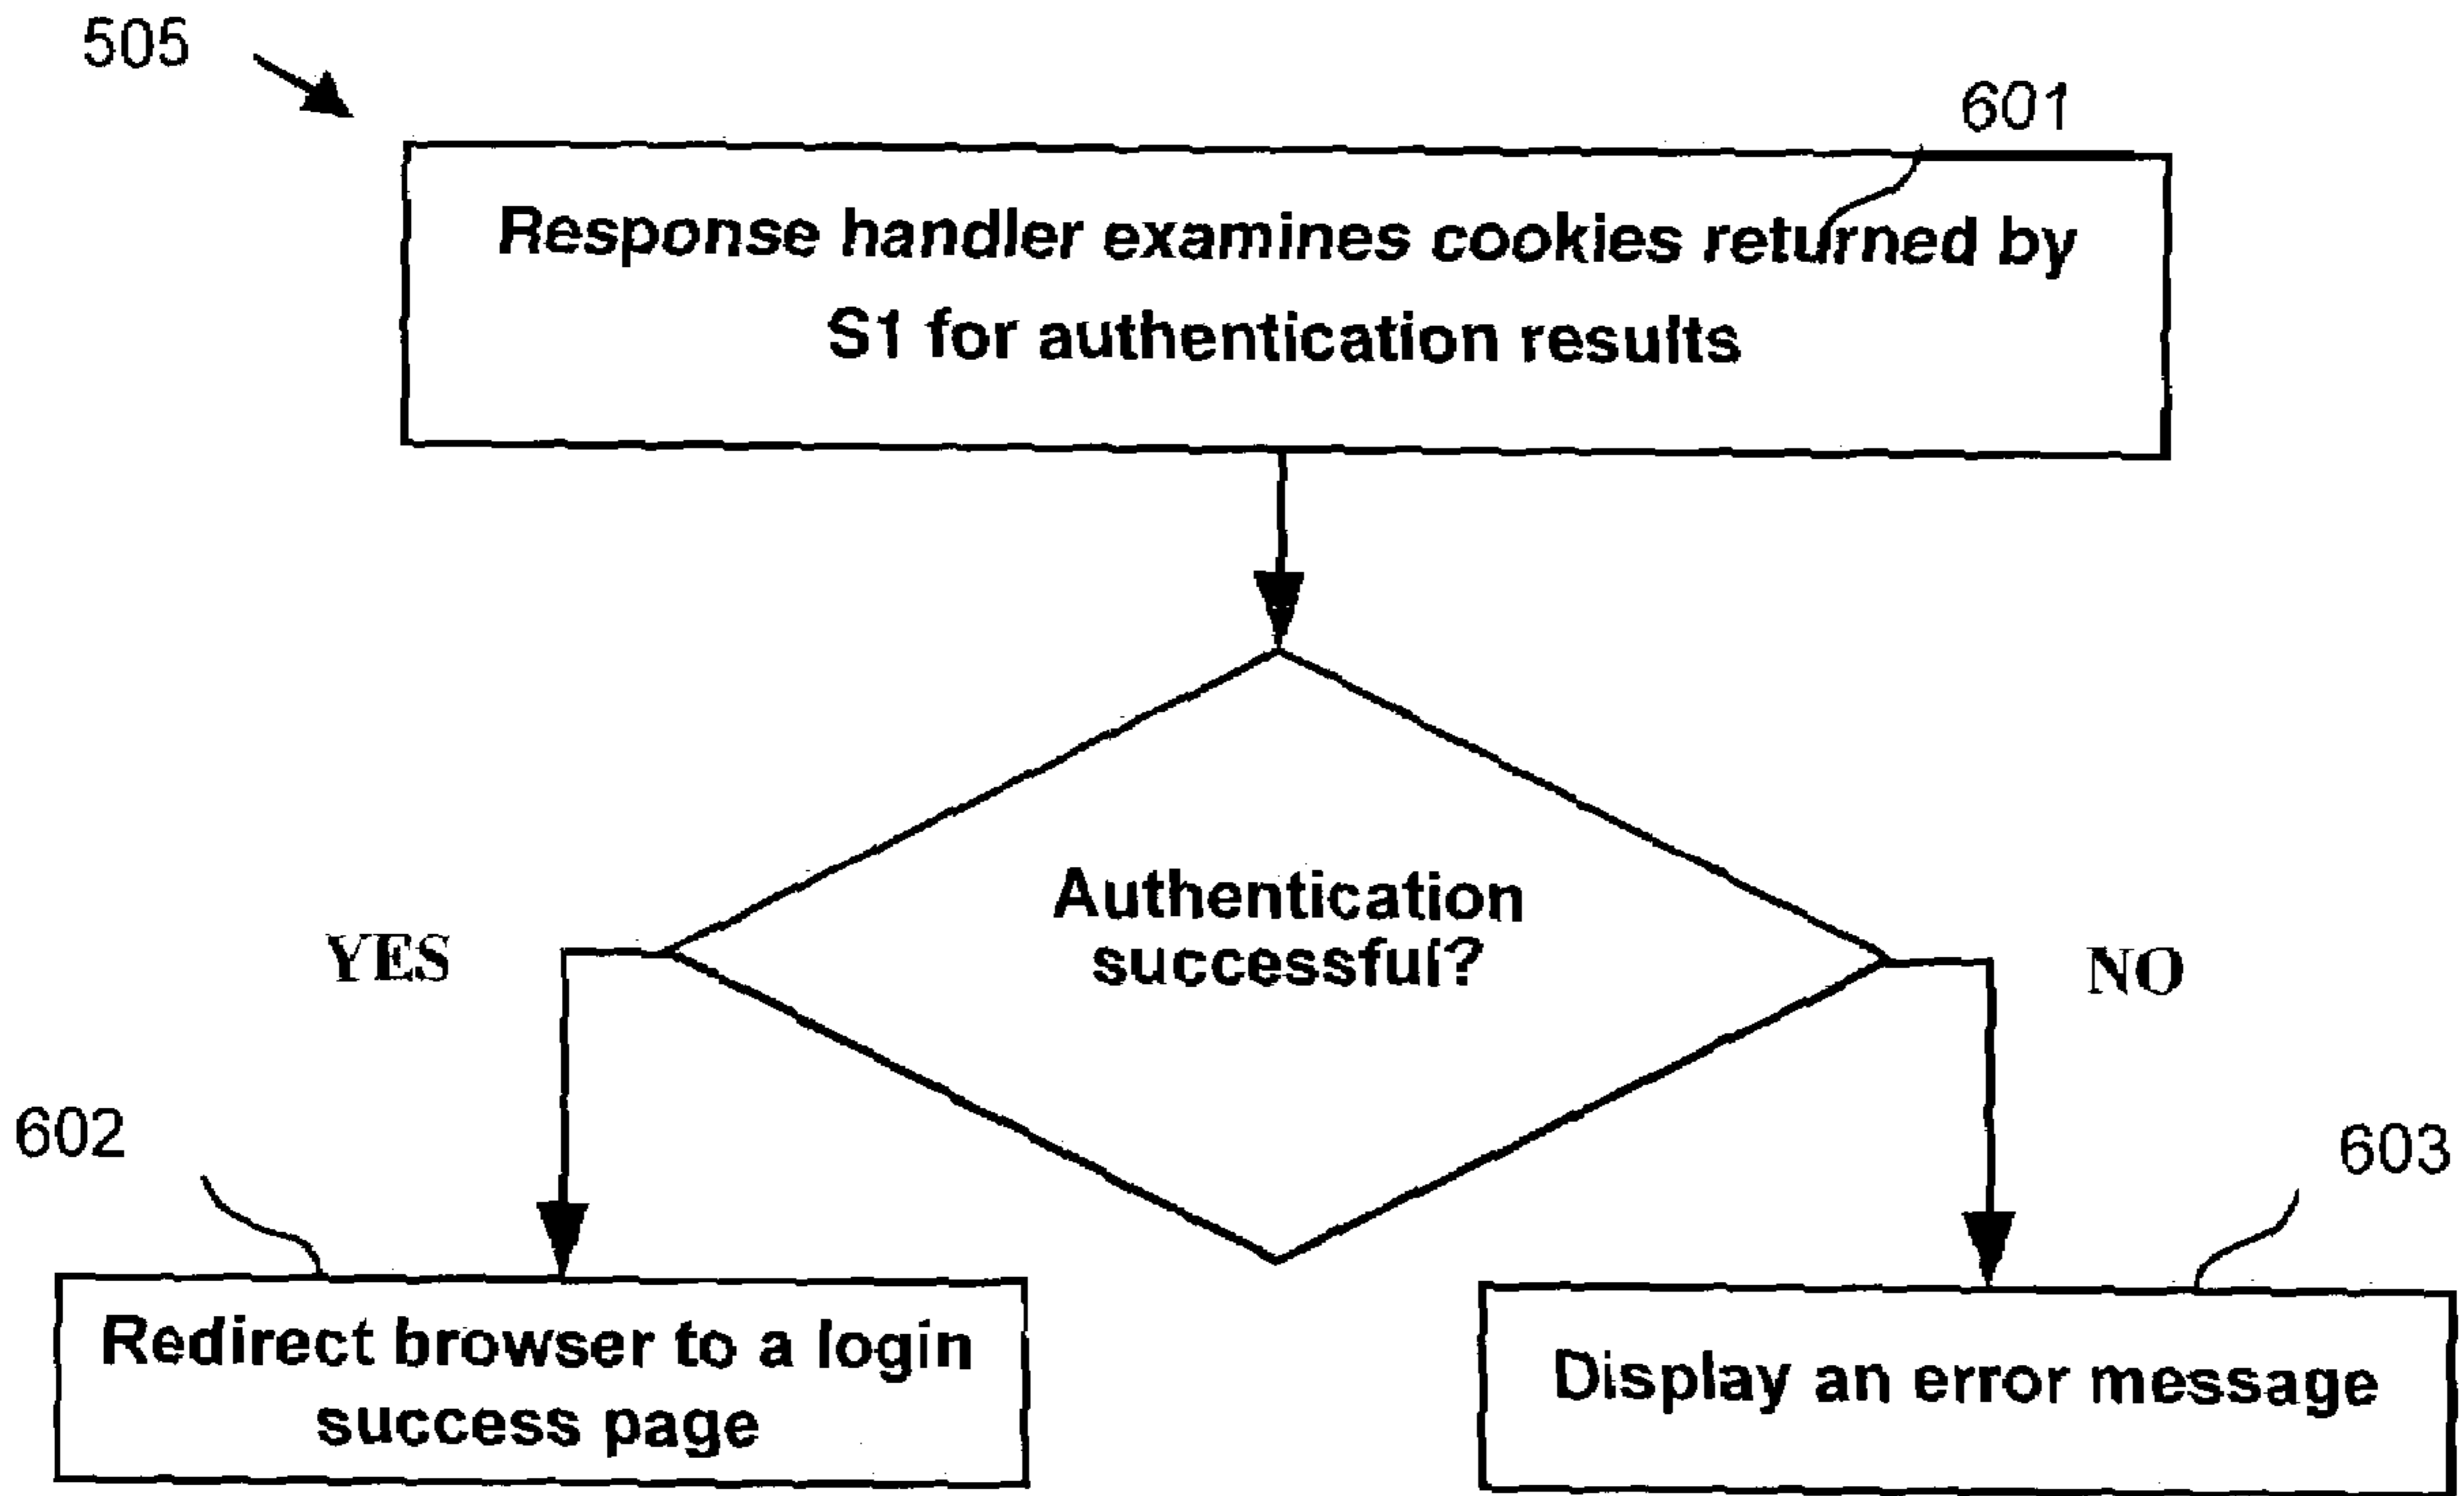 505
601
Response handler examines cookies returned by
S1 for authentication results
Authentication
successful?
YES
NO
602
603
Redirect browser to a login
success page
Display an error message